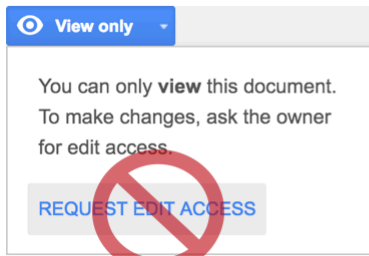 View only
You can only view this document.
To make changes, ask the owner
for edit access.
REQUEST EDIT ACCESS